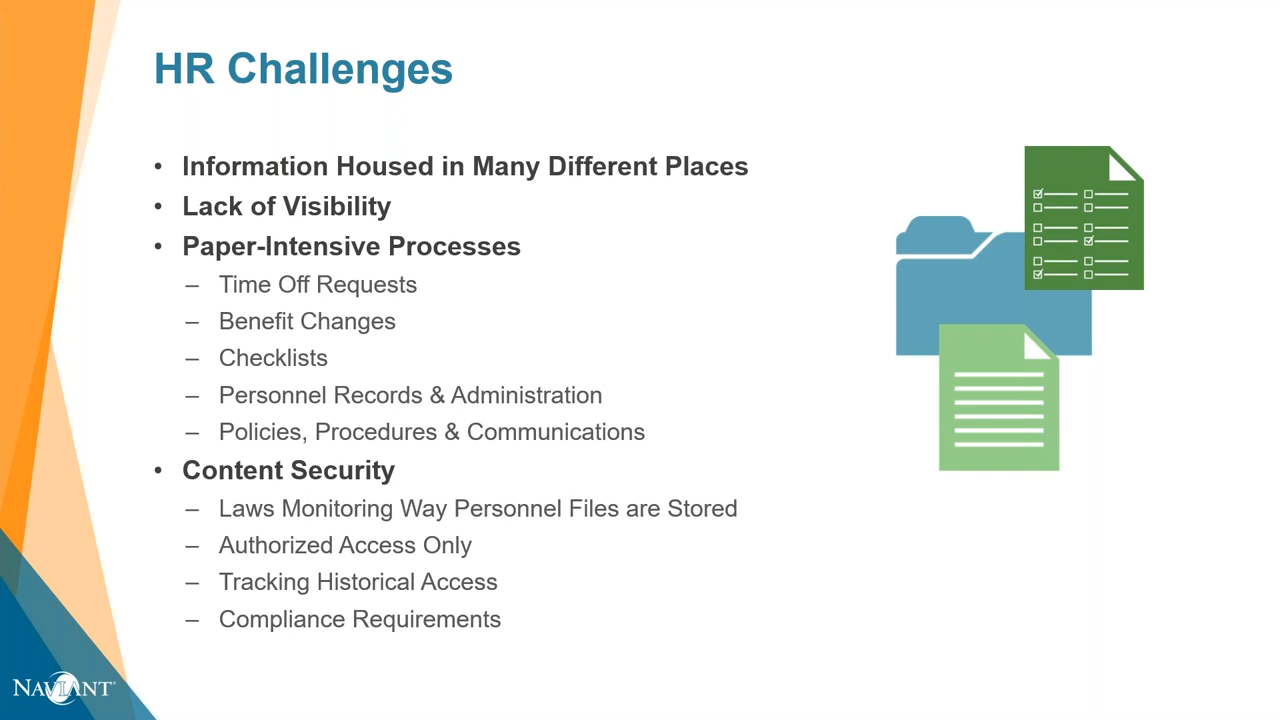 HR Challenges
• Information Housed in Many Different Places
• Lack of Visibility
• Paper-Intensive Processes
– Time Off Requests
– Benefit Changes
– Checklists
– Personnel Records & Administration
– Policies, Procedures & Communications
• Content Security
– Laws Monitoring Way Personnel Files are Stored
– Authorized Access Only
– Tracking Historical Access
– Compliance Requirements
NAVIANT